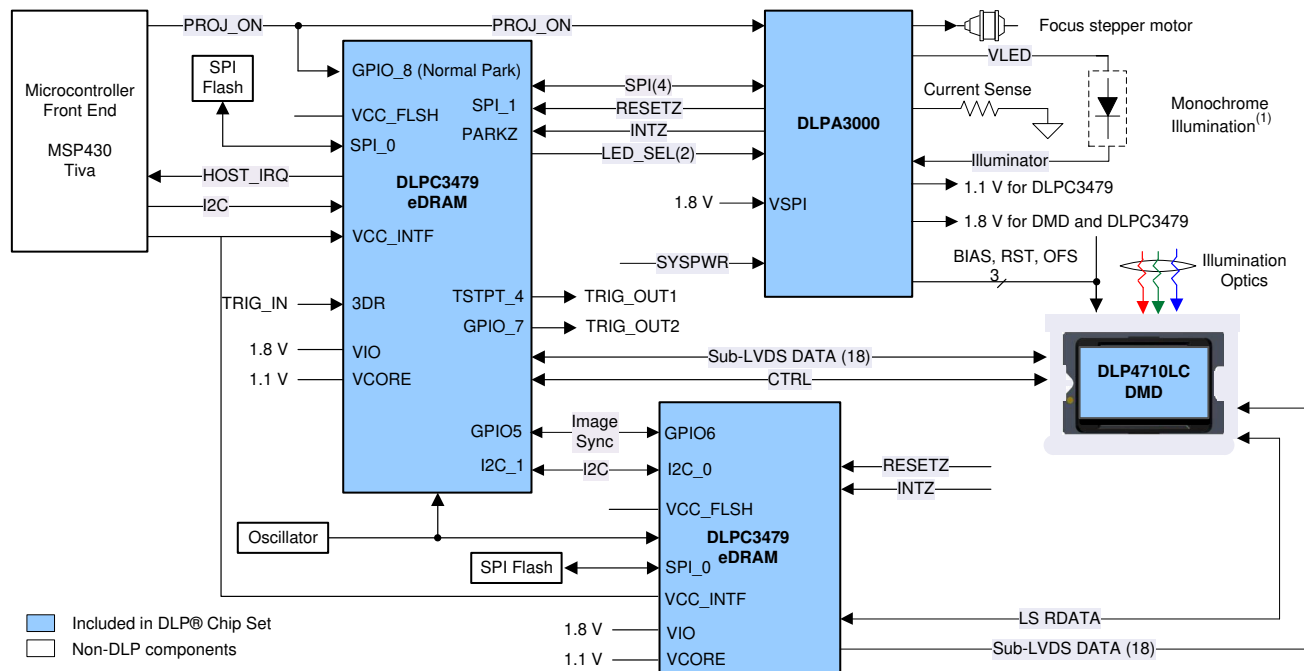 PROJ_ON
PROJ_ON
Focus stepper motor
VLED
Microcontroller
Front End
MSP430
Tiva
SPI
Flash
GPIO_8 (Normal Park)
SPI(4)
Current Sense
VCC_FLSH
SPI_1
RESETZ
DLPA3000
Monochrome
Illumination(1)
SPI_0
PARKZ
INTZ
LED_SEL(2)
Illuminator
HOST_IRQ
DLPC3479
eDRAM
1.1 V for DLPC3479
I2C
1.8 V
VSPI
1.8 V for DMD and DLPC3479
VCC_INTF
SYSPWR
BIAS, RST, OFS
3
Illumination
Optics
TRIG_IN
3DR
TSTPT_4
TRIG_OUT1
GPIO_7
TRIG_OUT2
1.8 V
VIO
Sub-LVDS DATA (18)
DLP4710LC
DMD
1.1 V
VCORE
CTRL
GPIO5
Image
Sync
GPIO6
I2C_1
I2C
I2C_0
RESETZ
INTZ
VCC_FLSH
Oscillator
DLPC3479
eDRAM
SPI Flash
SPI_0
VCC_INTF
LS RDATA
Included in DLP® Chip Set
1.8 V
VIO
Non-DLP components
Sub-LVDS DATA (18)
1.1 V
VCORE